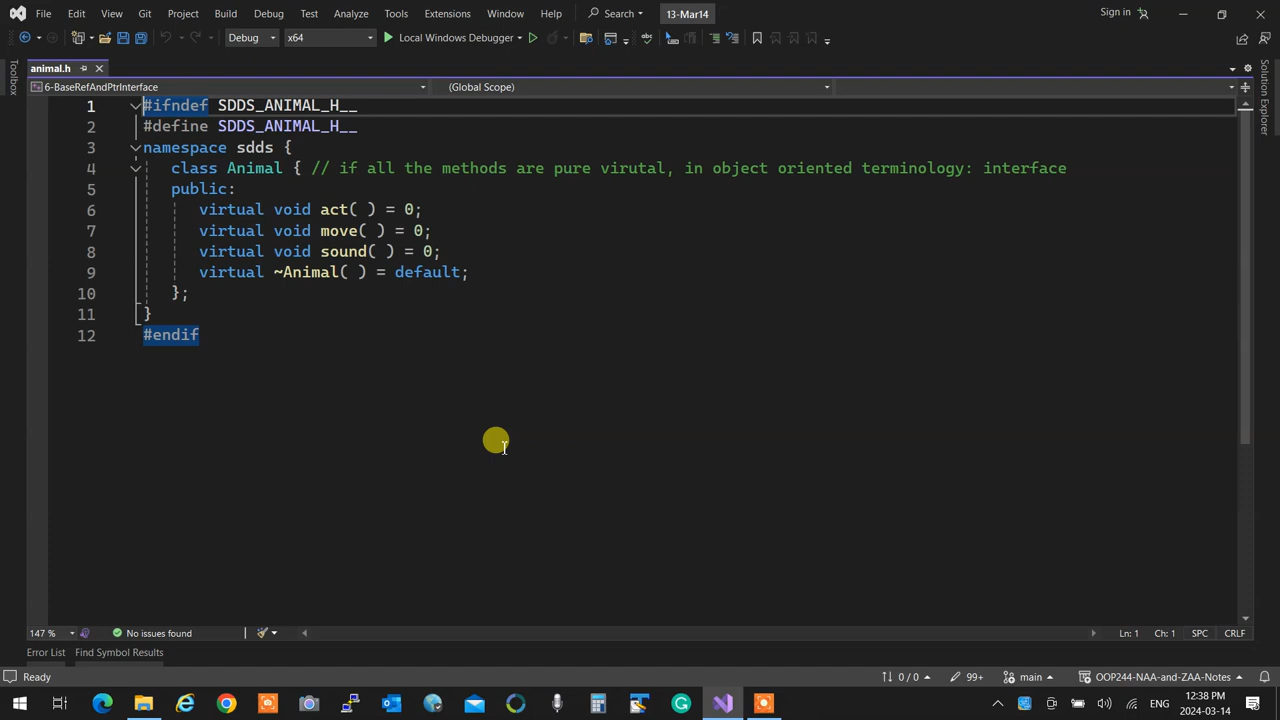 File Edit View Git Project Build Debug Test Analyze Tools Extensions Window Help Search 13-Mar14 Sign in
Debug x64 Local Windows Debugger
animal.h
6-BaseRefAndPtrInterface (Global Scope)
1 #ifndef SDDS_ANIMAL_H__
2 #define SDDS_ANIMAL_H__
3 namespace sdds {
4 class Animal { // if all the methods are pure virutal, in object oriented terminology: interface
5 public:
6 virtual void act( ) = 0;
7 virtual void move( ) = 0;
8 virtual void sound( ) = 0;
9 virtual ~Animal( ) = default;
10 };
11 }
12 #endif
Toolbox
Solution Explorer
147 % No issues found Ln: 1 Ch: 1 SPC CRLF
Error List Find Symbol Results
Ready 0 / 0 99+ main OOP244-NAA-and-ZAA-Notes
ENG 12:38 PM
2024-03-14